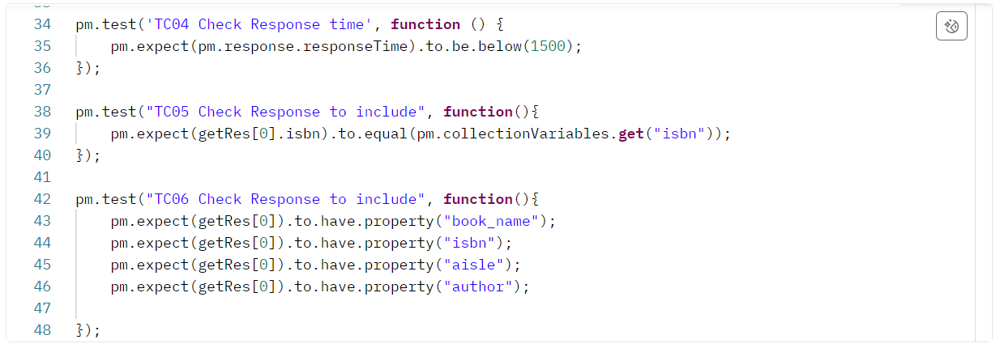 34 pm.test('TC04 Check Response time', function () {
35 pm.expect(pm.response.responseTime).to.be.below(1500);
36 });
37
38 pm.test("TC05 Check Response to include", function(){
39 pm.expect(getRes[0].isbn).to.equal(pm.collectionVariables.get("isbn"));
40 });
41
42 pm.test("TC06 Check Response to include", function(){
43 pm.expect(getRes[0]).to.have.property("book_name");
44 pm.expect(getRes[0]).to.have.property("isbn");
45 pm.expect(getRes[0]).to.have.property("aisle");
46 pm.expect(getRes[0]).to.have.property("author");
47
48 });